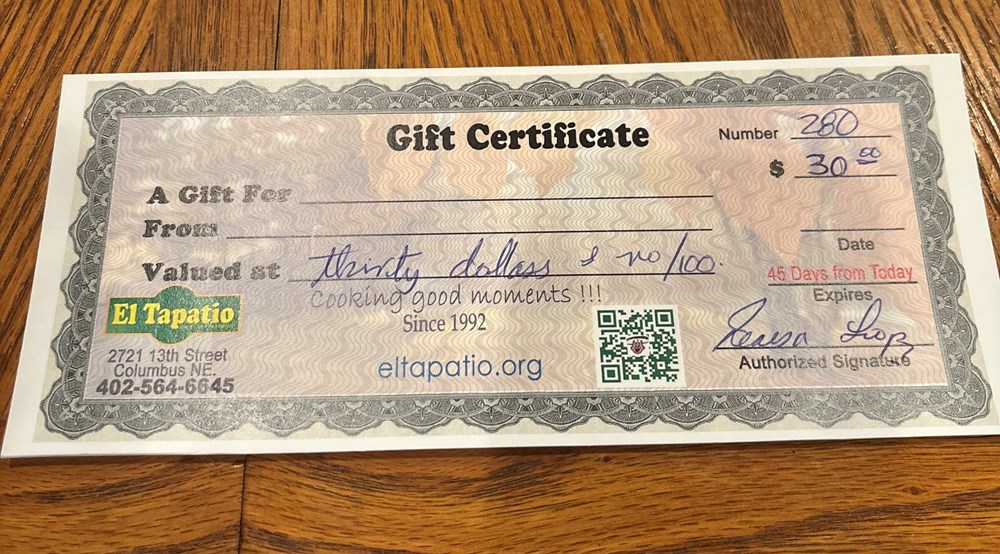 Gift Certificate
Number 280
$ 30 00
A Gift For
From
Date
Valued at thirty dollars & no/100.
45 Days from Today
Expires
Cooking good moments !!!
Since 1992
El Tapatio
2721 13th Street
Columbus NE.
402-564-6645
eltapatio.org
Authorized Signature